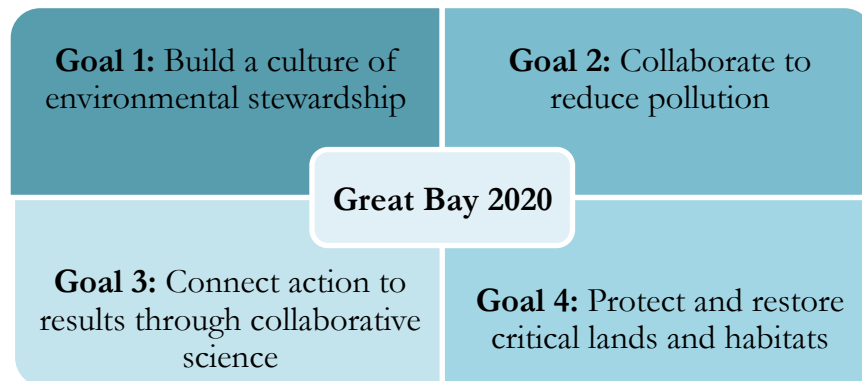 Goal 1: Build a culture of
environmental stewardship
Goal 2: Collaborate to
reduce pollution
Great Bay 2020
Goal 3: Connect action to
results through collaborative
science
Goal 4: Protect and restore
critical lands and habitats